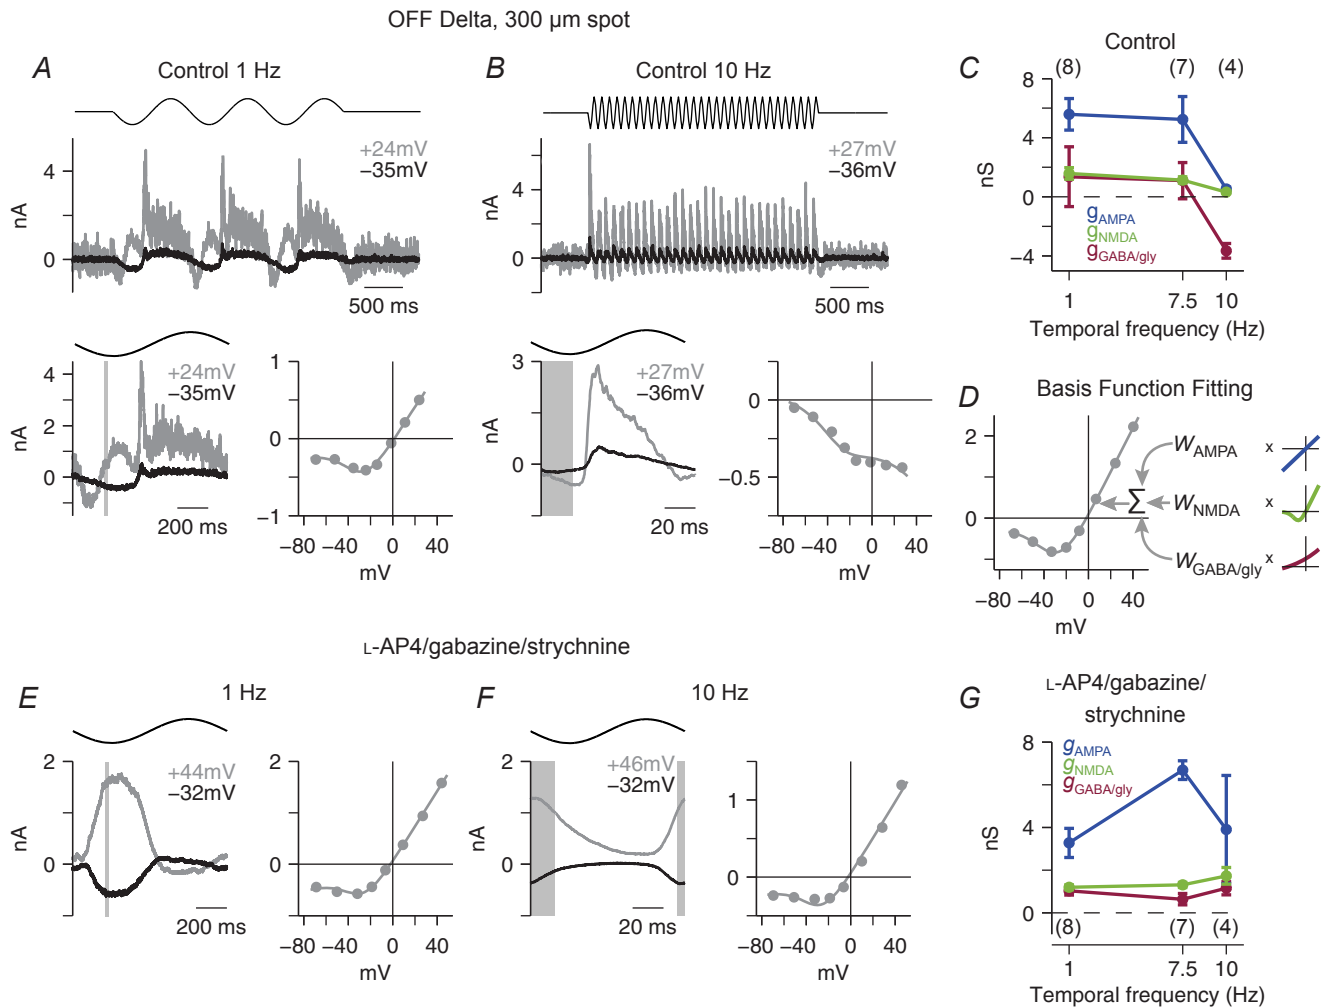 OFF Delta, 300 µm spot
A
Control 1 Hz
+24mV
−35mV
4
2
0
nA
500 ms
+24mV
−35mV
4
2
0
nA
200 ms
1
0
−1
−80 −40 0 40
mV
B
Control 10 Hz
+27mV
−36mV
4
0
nA
500 ms
+27mV
−36mV
3
0
nA
20 ms
0
−0.5
−80 −40 0 40
mV
C
Control
(8) (7) (4)
8
4
0
−4
nS
gAMPA
gNMDA
gGABA/gly
1 7.5 10
Temporal frequency (Hz)
D
Basis Function Fitting
2
0
−80 −40 0 40
mV
Σ
WAMPA x
WNMDA x
WGABA/gly x
L-AP4/gabazine/strychnine
E
1 Hz
+44mV
−32mV
2
0
nA
200 ms
2
0
−80 −40 0 40
mV
F
10 Hz
+46mV
−32mV
2
0
nA
20 ms
1
0
−80 −40 0 40
mV
G
L-AP4/gabazine/
strychnine
8
4
0
nS
gAMPA
gNMDA
gGABA/gly
(8) (7) (4)
1 7.5 10
Temporal frequency (Hz)